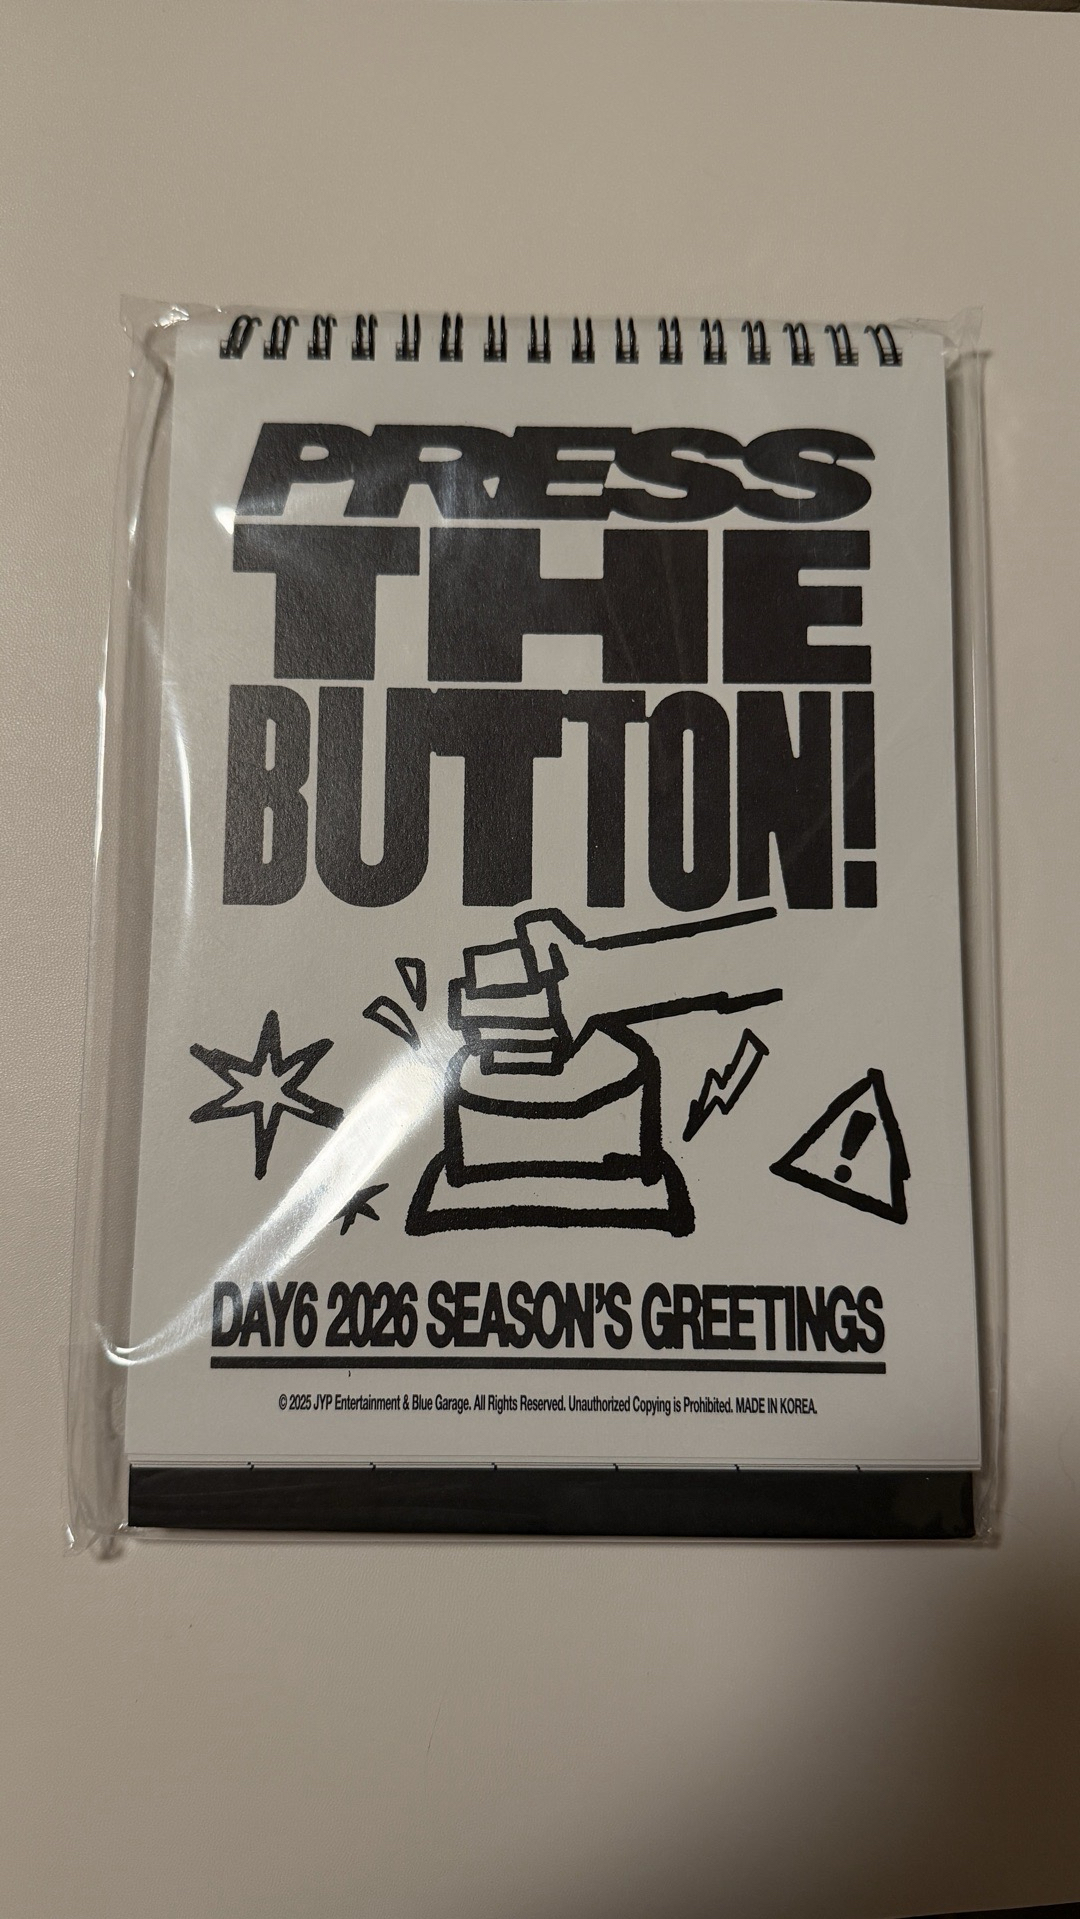 PRESS
THE
BUTTON!
!
DAY6 2026 SEASON'S GREETINGS
© 2025 JYP Entertainment & Blue Garage. All Rights Reserved. Unauthorized Copying is Prohibited. MADE IN KOREA.